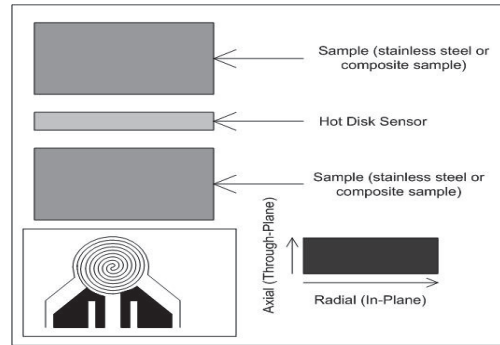 Sample (stainless steel or
composite sample)
Hot Disk Sensor
Sample (stainless steel or
composite sample)
Axial (Through-Plane)
Radial (In-Plane)